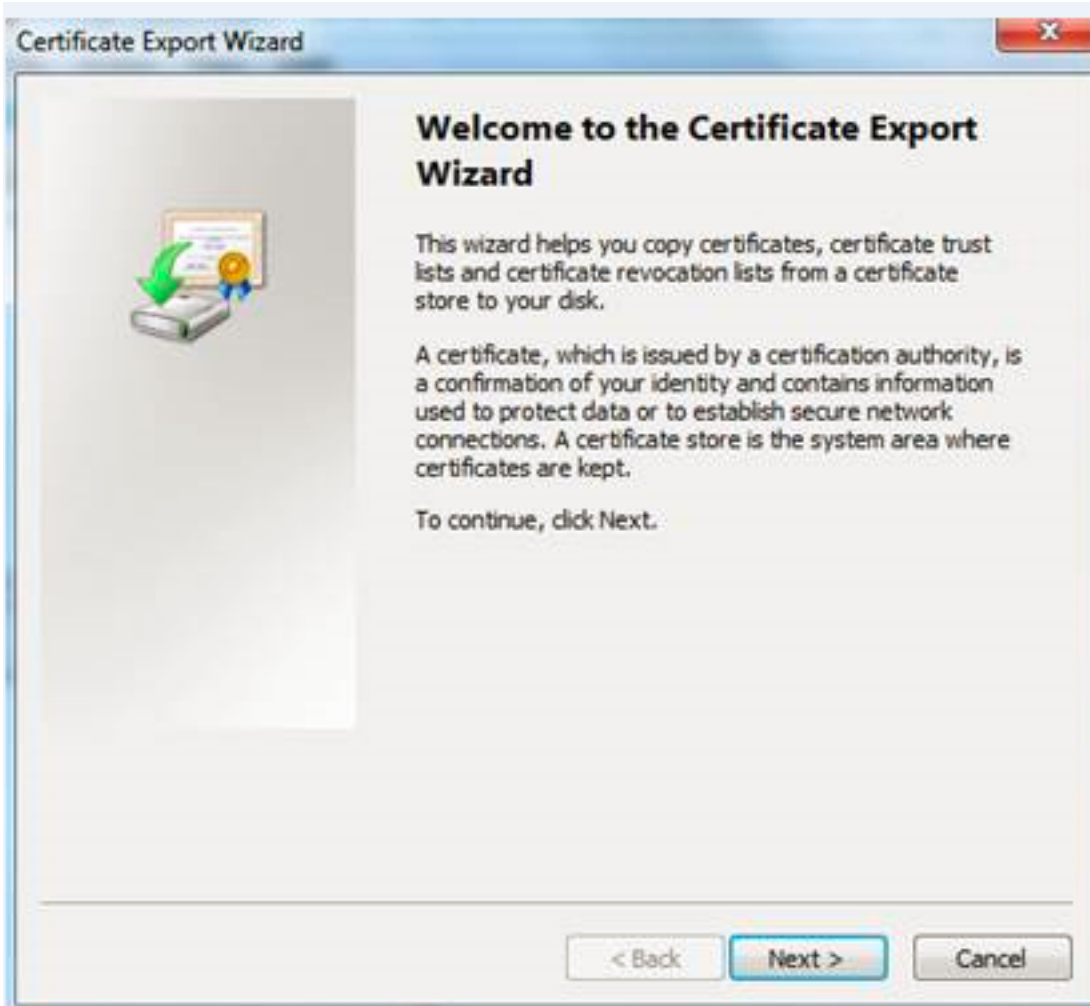 Certificate Export Wizard
Welcome to the Certificate Export
Wizard
This wizard helps you copy certificates, certificate trust
lists and certificate revocation lists from a certificate
store to your disk.
A certificate, which is issued by a certification authority, is
a confirmation of your identity and contains information
used to protect data or to establish secure network
connections. A certificate store is the system area where
certificates are kept.
To continue, click Next.
< Back Next > Cancel